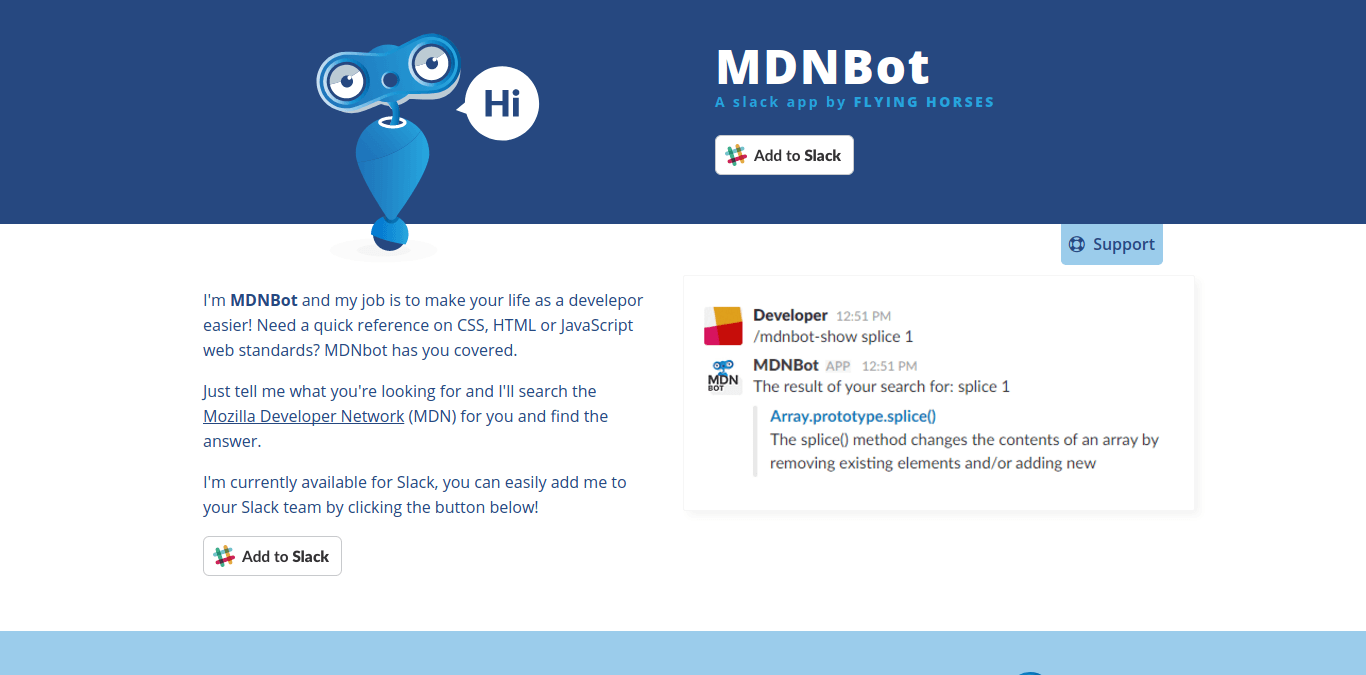 Hi
MDNBot
A slack app by FLYING HORSES
Add to Slack
Support
I'm MDNBot and my job is to make your life as a develepor
easier! Need a quick reference on CSS, HTML or JavaScript
web standards? MDNbot has you covered.
Just tell me what you're looking for and I'll search the
Mozilla Developer Network (MDN) for you and find the
answer.
I'm currently available for Slack, you can easily add me to
your Slack team by clicking the button below!
Add to Slack
Developer 12:51 PM
/mdnbot-show splice 1
MDN
BOT
MDNBot APP 12:51 PM
The result of your search for: splice 1
Array.prototype.splice()
The splice() method changes the contents of an array by
removing existing elements and/or adding new